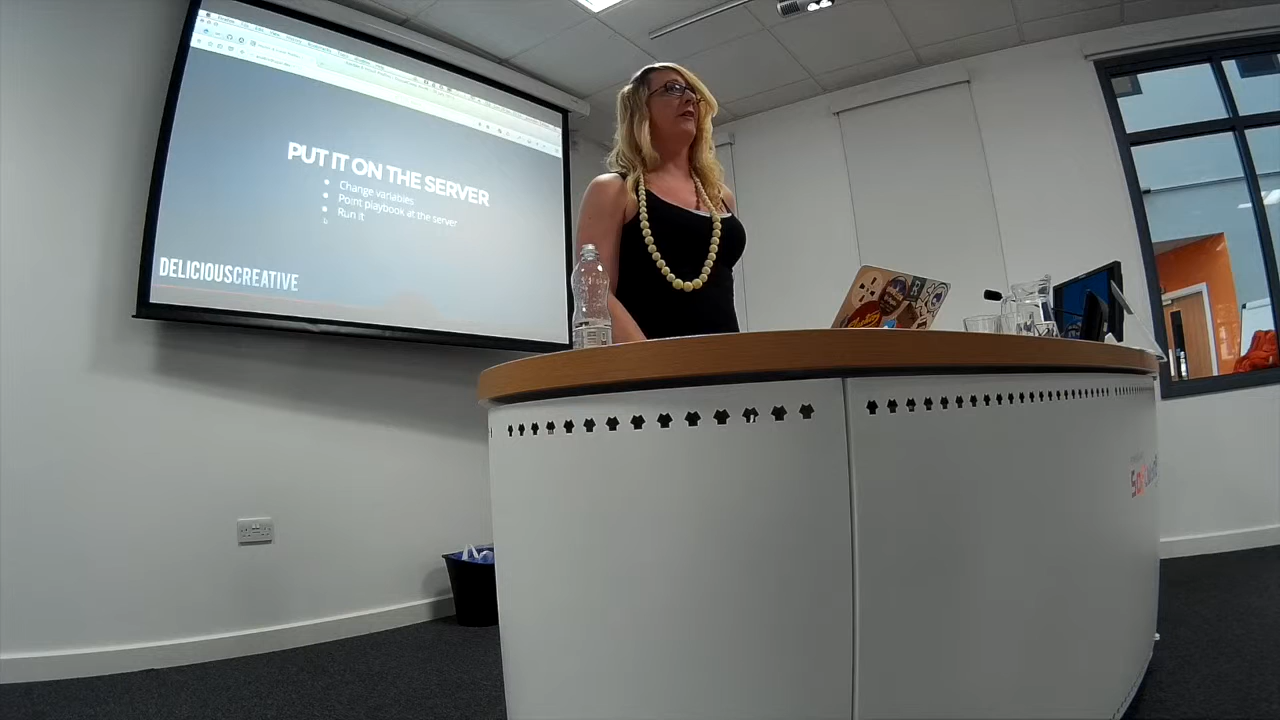 PUT IT ON THE SERVER
Change variables
Point playbook at the server
Run it
DELICIOUSCREATIVE